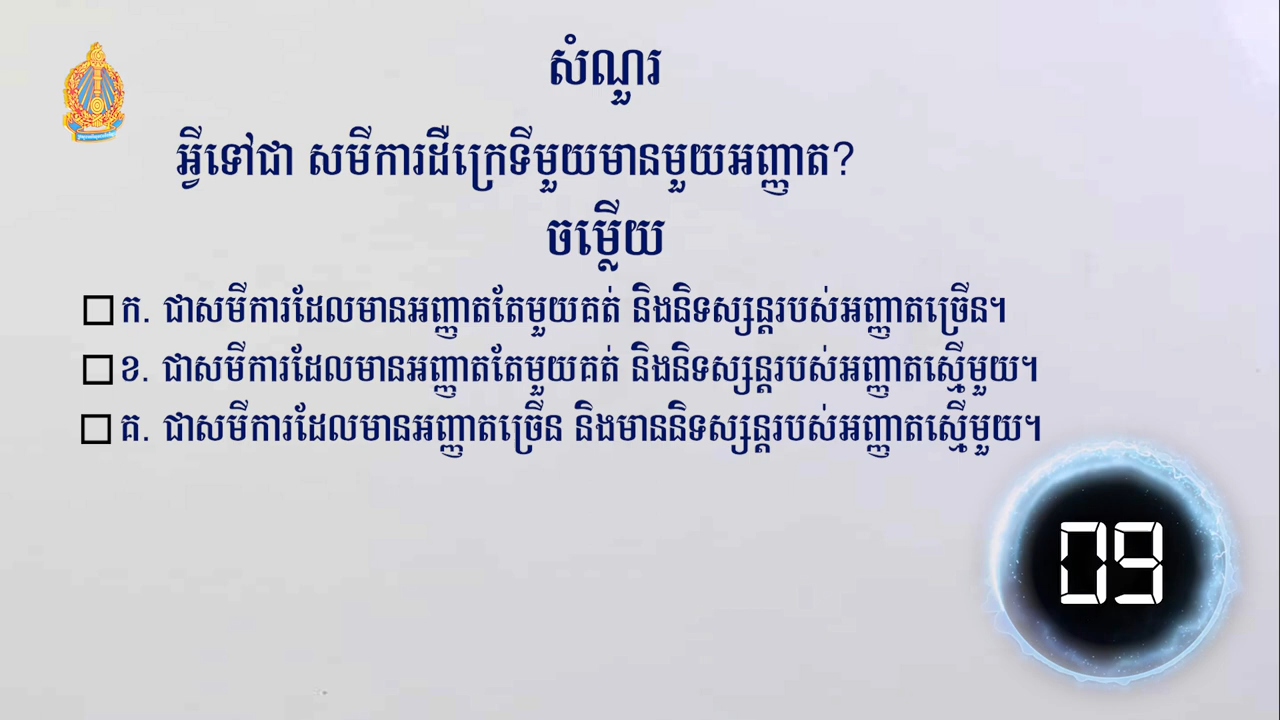 សំណួរ
អ្វីទៅជា សមីការដឺក្រេទីមួយមានមួយអញ្ញាត?
ចម្លើយ
ក. ជាសមីការដែលមានអញ្ញាតតែមួយគត់ និងនិទស្សន្តរបស់អញ្ញាតច្រើន។
ខ. ជាសមីការដែលមានអញ្ញាតតែមួយគត់ និងនិទស្សន្តរបស់អញ្ញាតស្មើមួយ។
គ. ជាសមីការដែលមានអញ្ញាតច្រើន និងមាននិទស្សន្តរបស់អញ្ញាតស្មើមួយ។
09